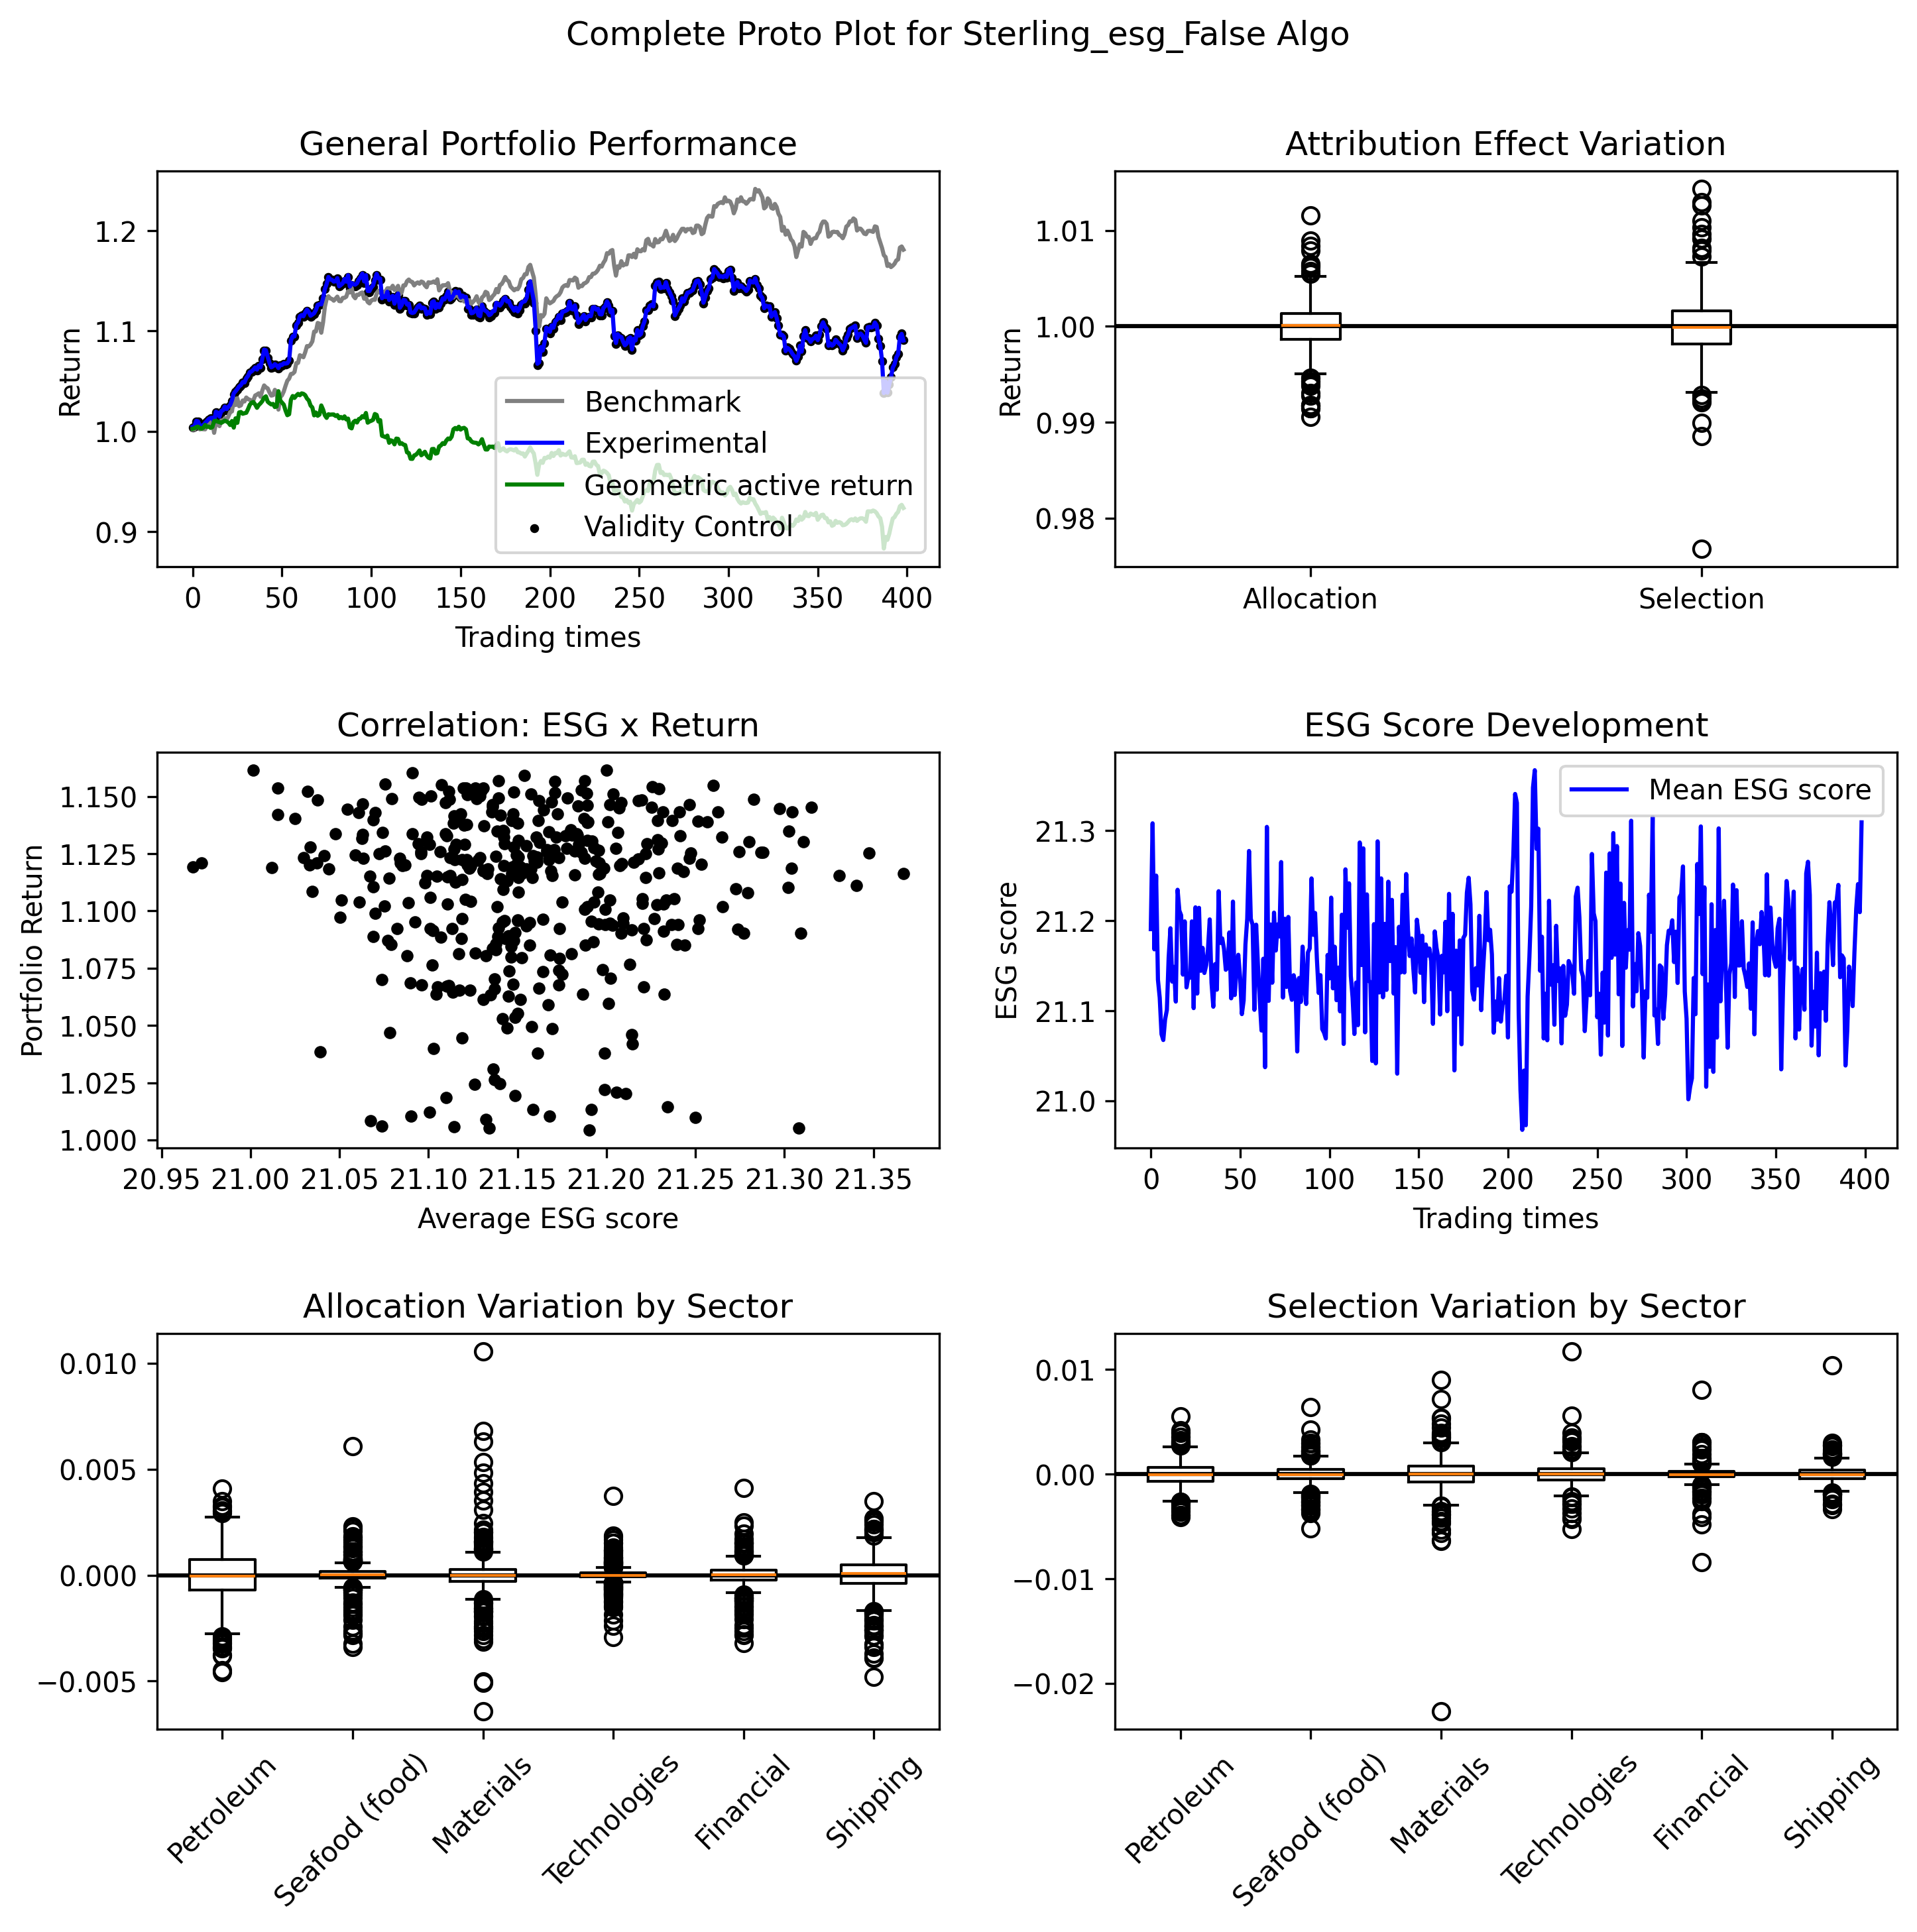 Complete Proto Plot for Sterling_esg_False Algo
General Portfolio Performance
Return
1.2
1.1
1.0
0.9
Benchmark
Experimental
Geometric active return
Validity Control
0 50 100 150 200 250 300 350 400
Trading times
Attribution Effect Variation
Return
1.01
1.00
0.99
0.98
Allocation Selection
Correlation: ESG x Return
Portfolio Return
1.150
1.125
1.100
1.075
1.050
1.025
1.000
20.95 21.00 21.05 21.10 21.15 21.20 21.25 21.30 21.35
Average ESG score
ESG Score Development
ESG score
Mean ESG score
21.3
21.2
21.1
21.0
0 50 100 150 200 250 300 350 400
Trading times
Allocation Variation by Sector
0.010
0.005
0.000
−0.005
Petroleum
Seafood (food)
Materials
Technologies
Financial
Shipping
Selection Variation by Sector
0.01
0.00
−0.01
−0.02
Petroleum
Seafood (food)
Materials
Technologies
Financial
Shipping